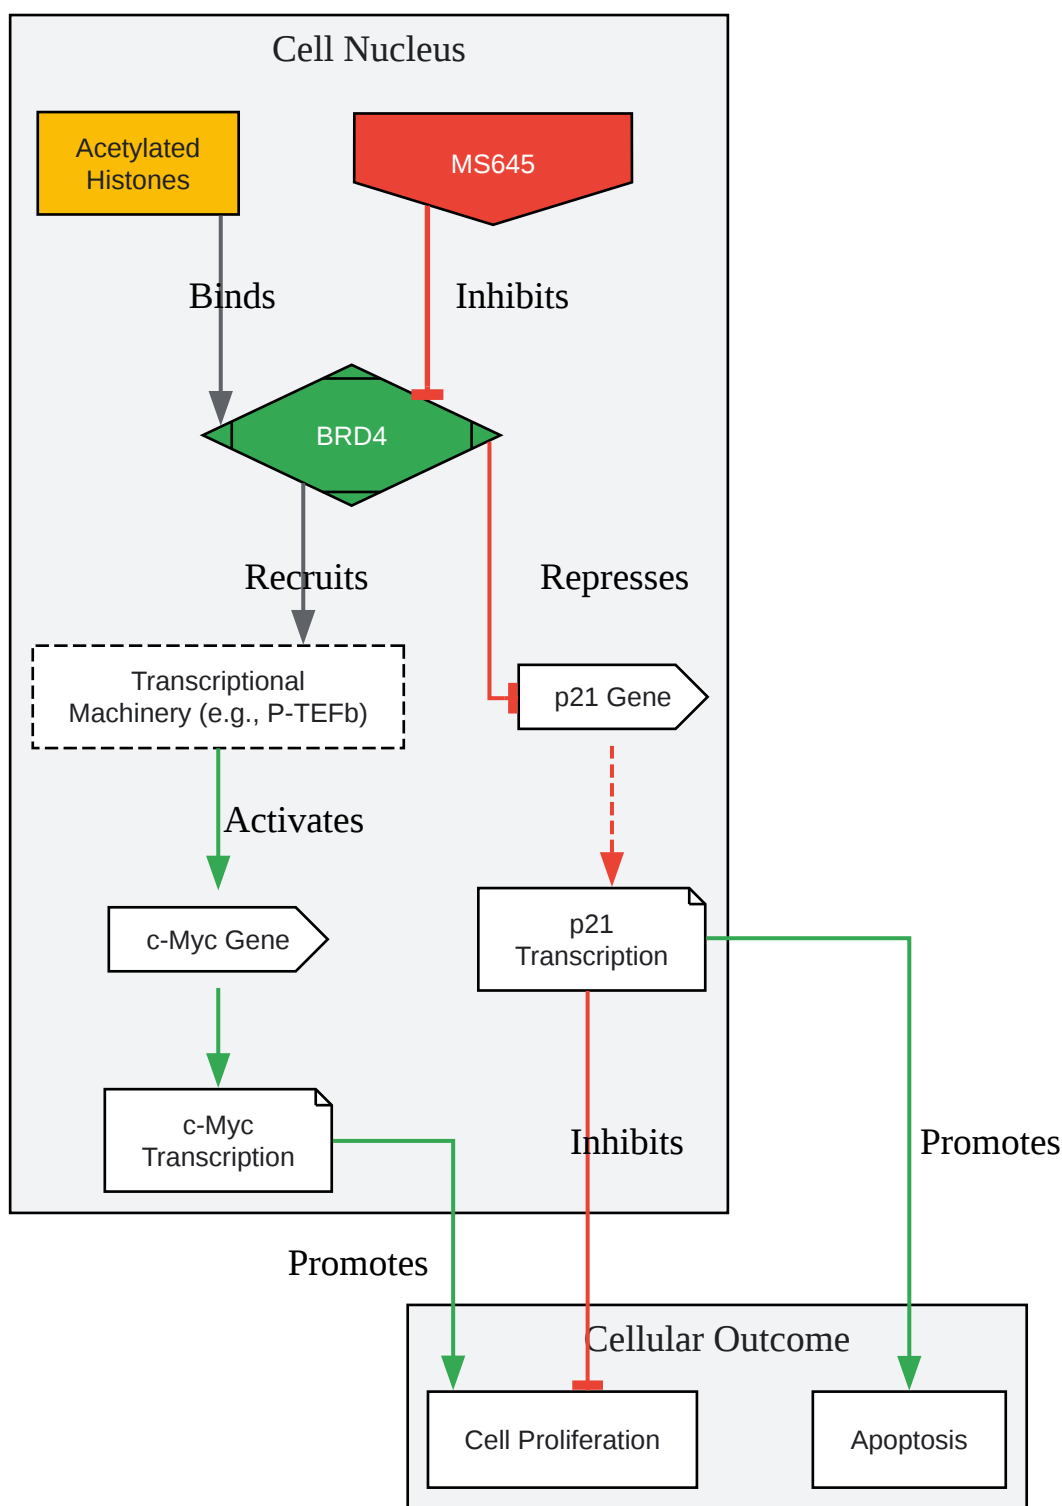 Cell Nucleus
Acetylated
Histones
MS645
Binds
Inhibits
BRD4
Recruits
Represses
Transcriptional
Machinery (e.g., P-TEFb)
p21 Gene
Activates
c-Myc Gene
p21
Transcription
c-Myc
Transcription
Inhibits
Promotes
Promotes
Cellular Outcome
Cell Proliferation
Apoptosis